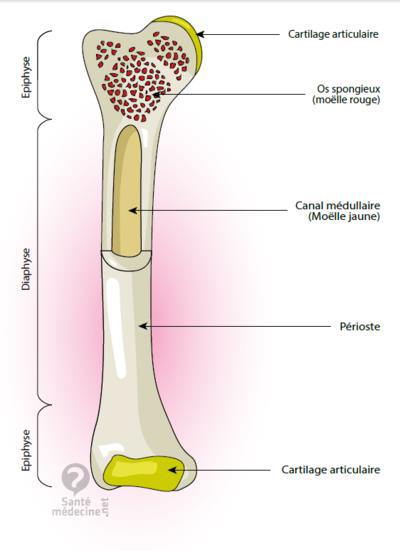 Cartilage articulaire
Epiphyse
Os spongieux
(moëlle rouge)
Canal médullaire
(Moëlle jaune)
Diaphyse
Périoste
Epiphyse
Cartilage articulaire
?
Santé
médecine.net